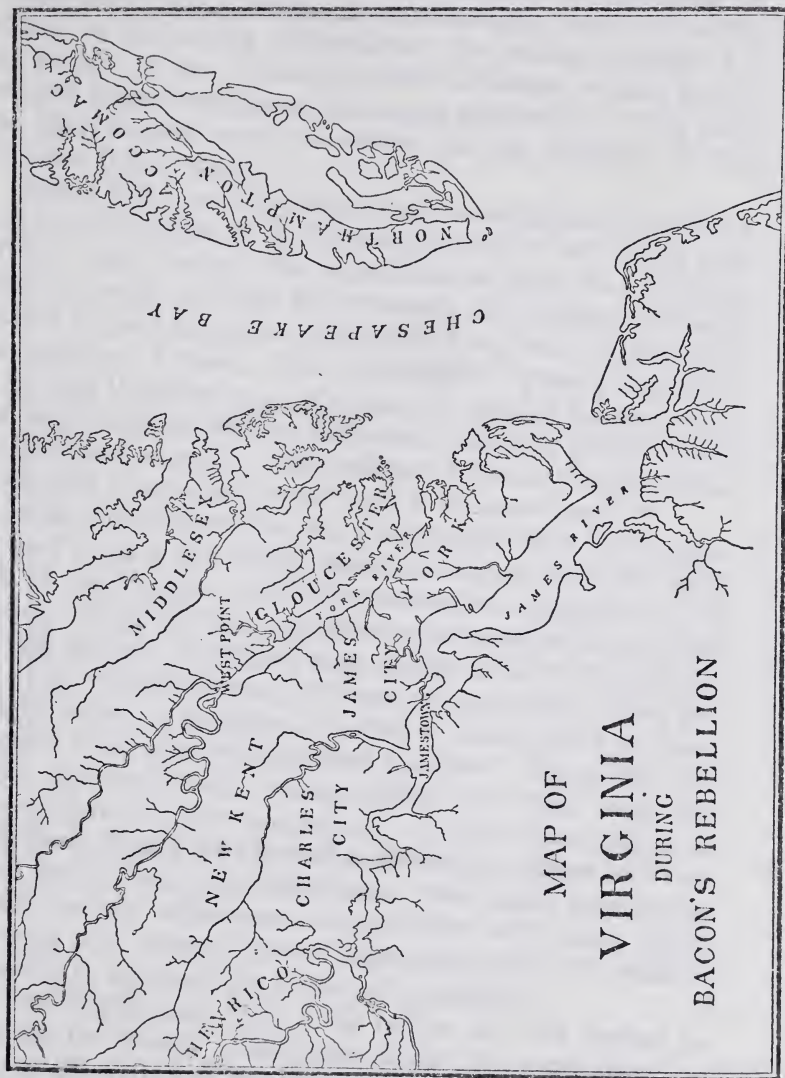 MAP OF
VIRGINIA
DURING
BACON'S REBELLION
ACCOMAC
NORTHAMPTON
CHESAPEAKE BAY
MIDDLESEX
GLOUCESTER
YORK RIVER
YORK
WEST POINT
JAMES
CITY
JAMES RIVER
JAMESTOWN
NEW KENT
CHARLES
CITY
HENRICO